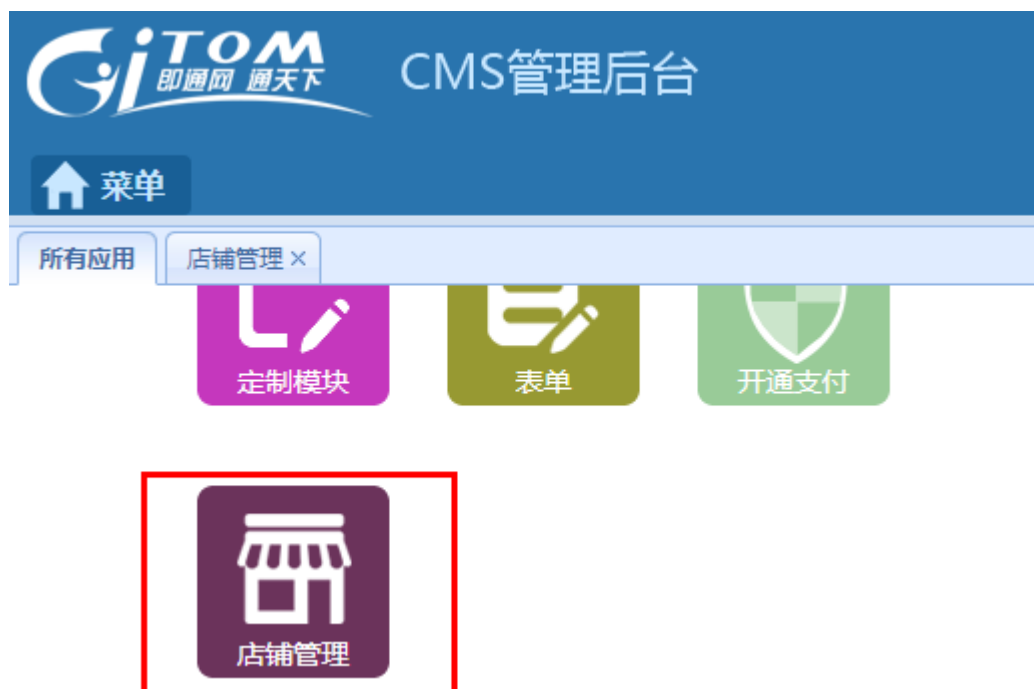 GiTOM
即通网 通天下
CMS管理后台
菜单
所有应用
店铺管理 ×
定制模块
表单
开通支付
店铺管理